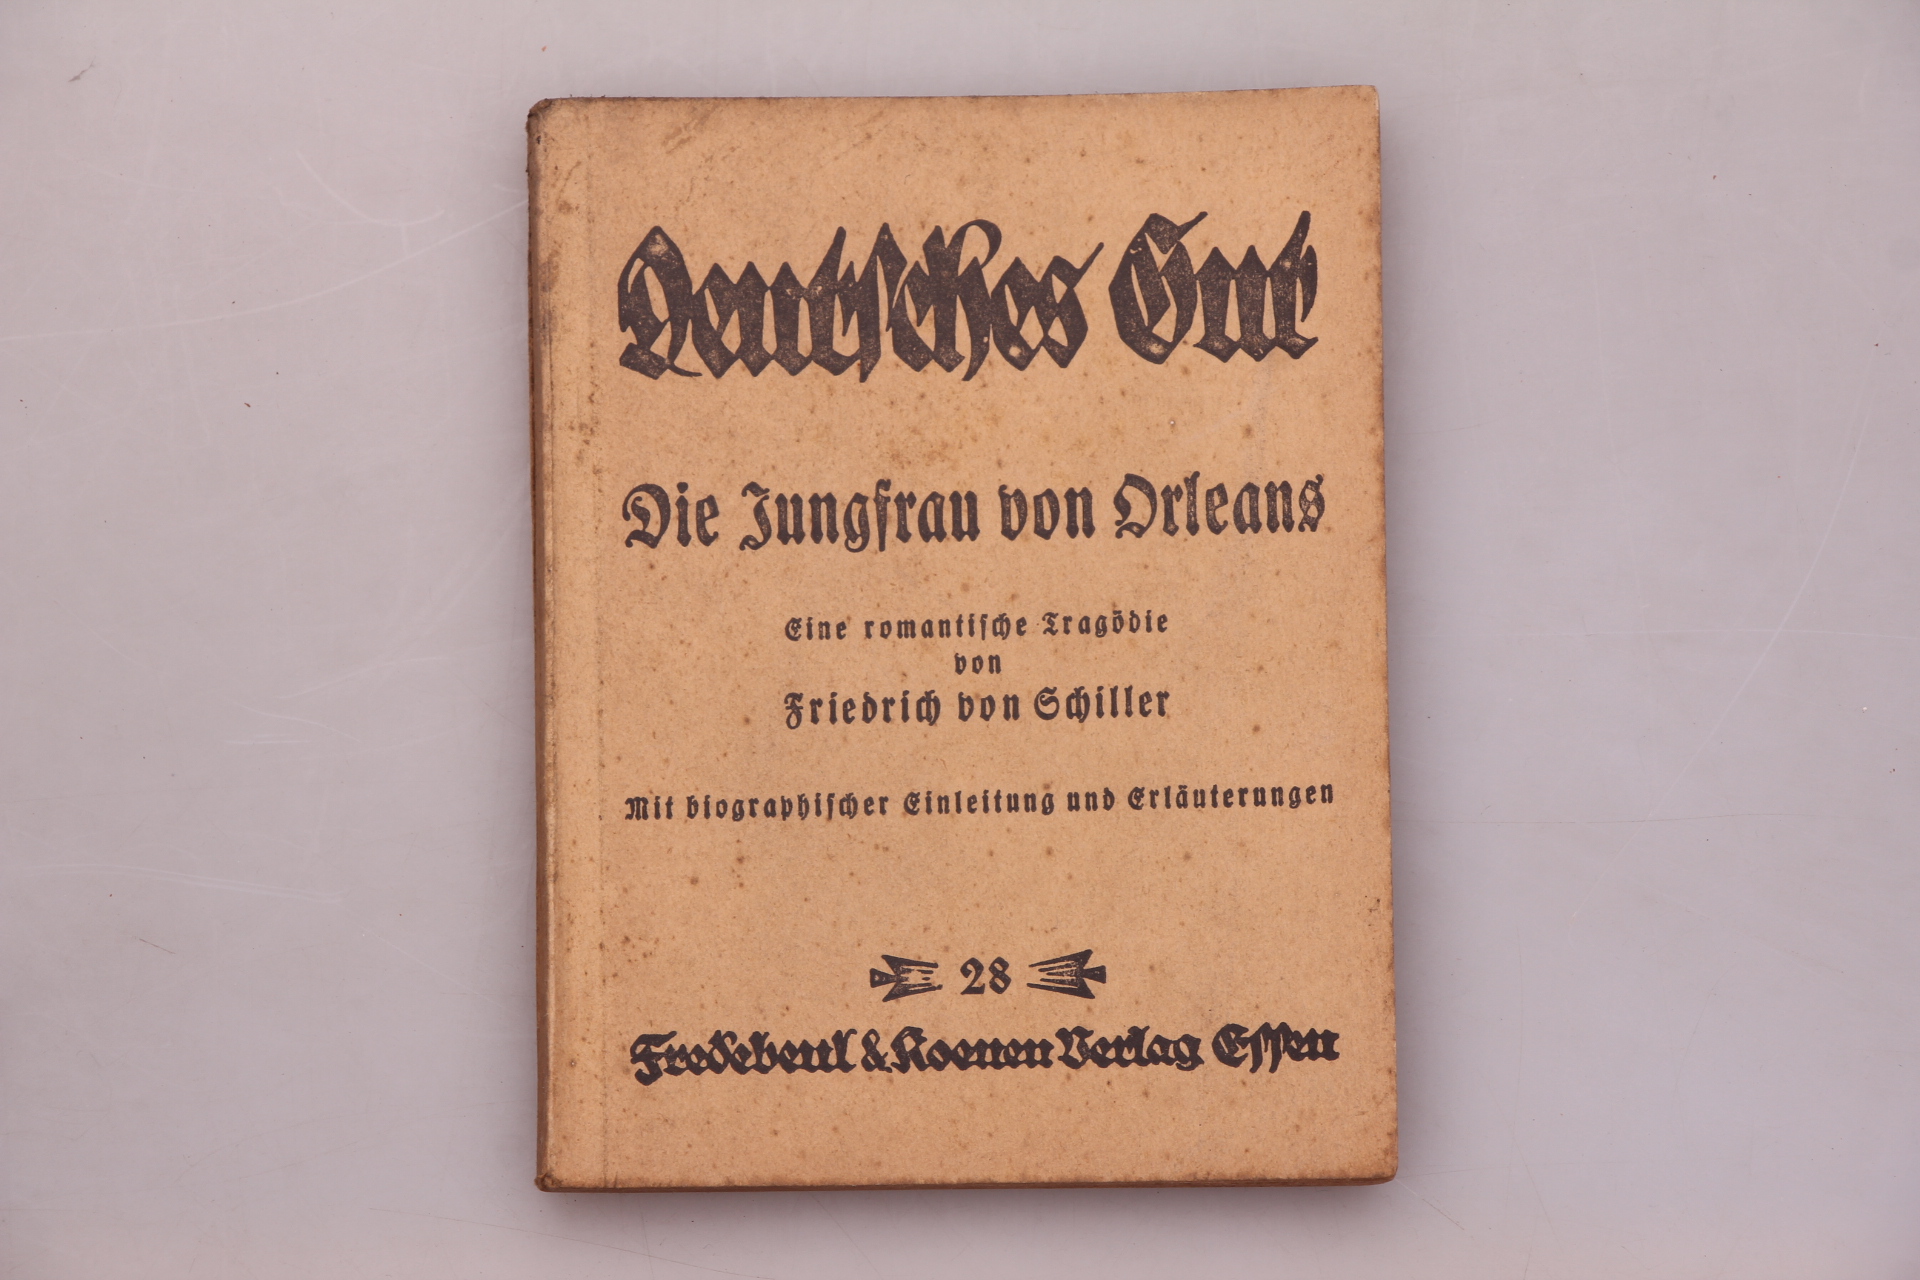 Deutsches Gut
Die Jungfrau von Orleans
Eine romantische Tragödie
von
Friedrich von Schiller
Mit biographischer Einleitung und Erläuterungen
28
Fredebeul & Koenen Verlag Essen